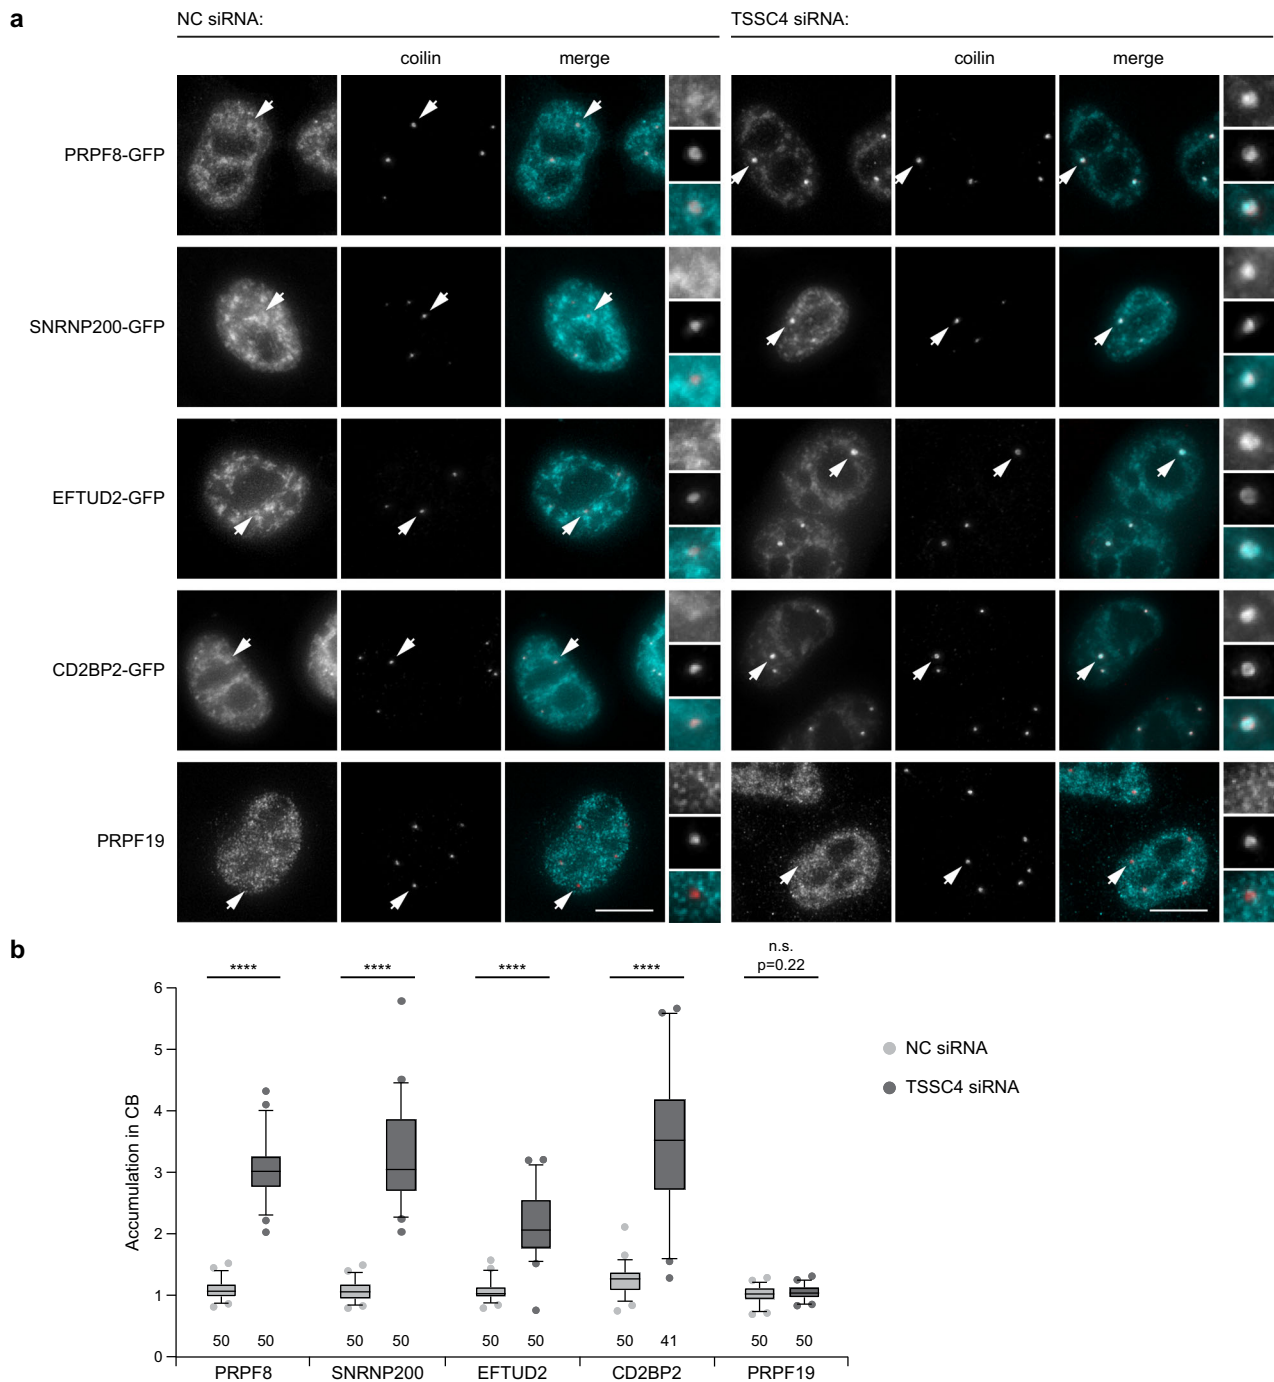 a
NC siRNA:
TSSC4 siRNA:
coilin merge coilin merge
PRPF8-GFP
SNRNP200-GFP
EFTUD2-GFP
CD2BP2-GFP
PRPF19
b
**** **** **** **** n.s.
p=0.22
Accumulation in CB
6
5
4
3
2
1
0
NC siRNA
TSSC4 siRNA
50 50 50 50 50 50 50 41 50 50
PRPF8 SNRNP200 EFTUD2 CD2BP2 PRPF19